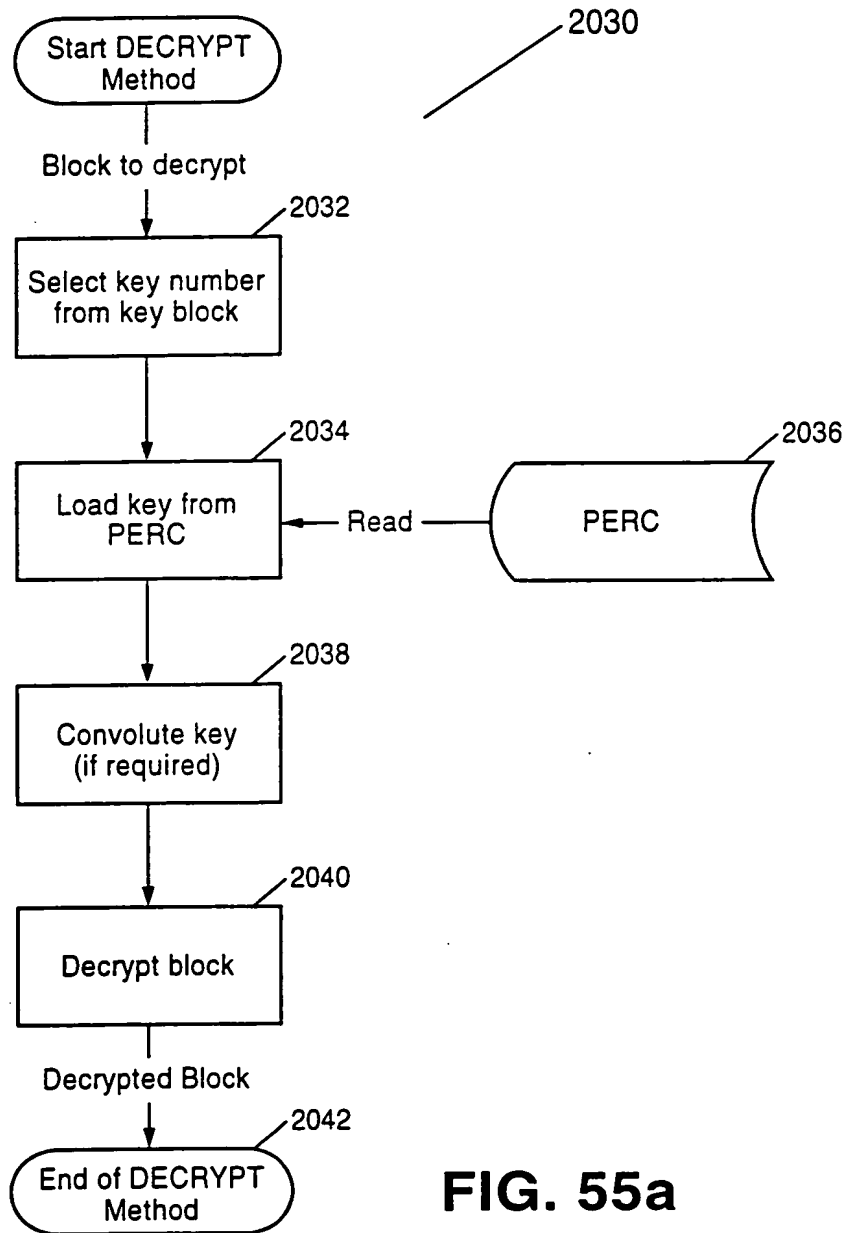 2030
Start DECRYPT
Method
Block to decrypt
2032
Select key number
from key block
2034
Load key from
PERC
Read
2036
PERC
2038
Convolute key
(if required)
2040
Decrypt block
Decrypted Block
2042
End of DECRYPT
Method
FIG. 55a